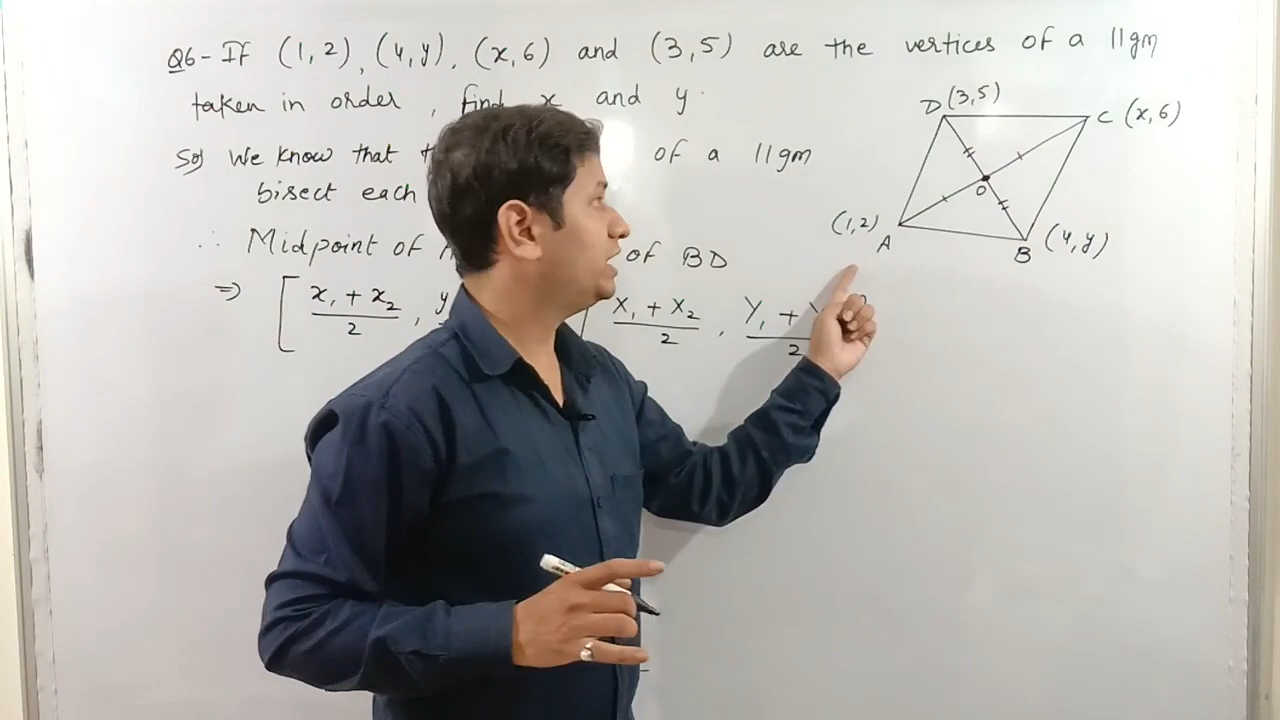 Q6- If (1,2), (4,y), (x,6) and (3,5) are the vertices of a ||gm
taken in order, find x and y.
Sol We know that of a ||gm
bisect each
∴ Midpoint of of BD
⇒ [ x₁ + x₂ / 2 , X₁ + X₂ / 2 , Y₁ + / 2
D (3,5)
C (x,6)
O
(1,2) A
B (4,y)